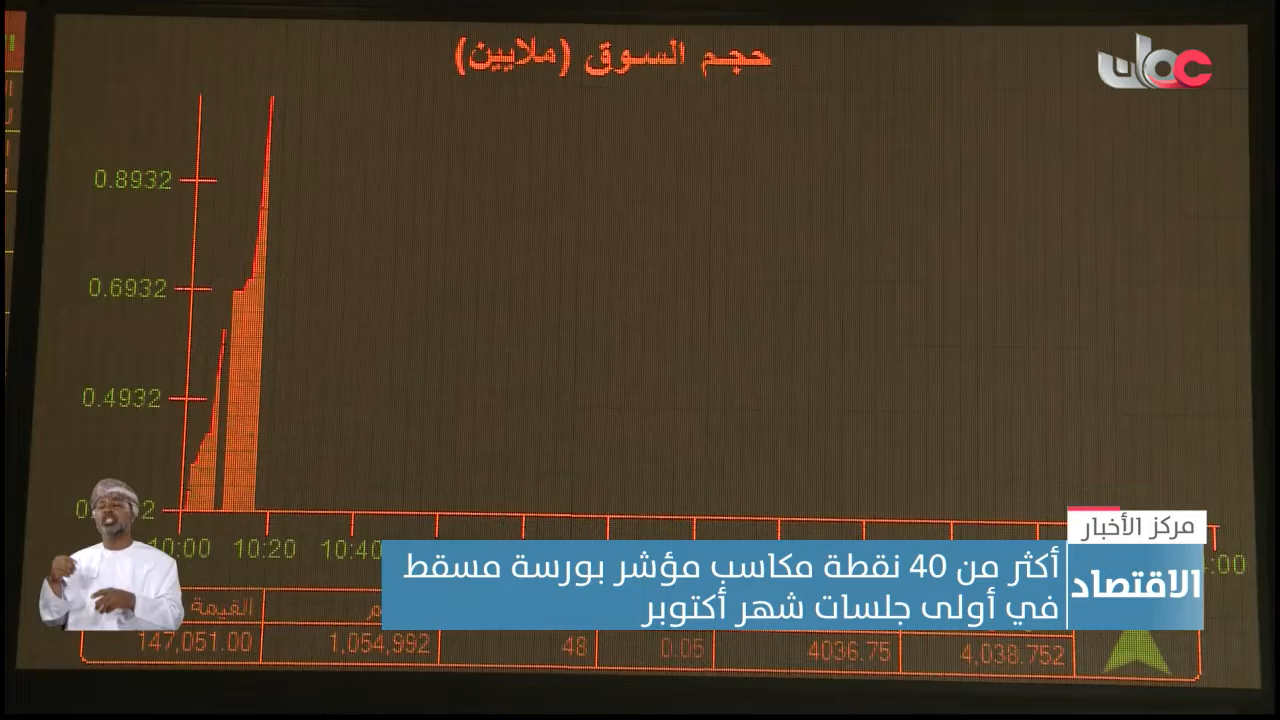 حجم السوق (ملايين)
عمان
0.8932
0.6932
0.4932
10:00 10:20 10:40
مركز الأخبار
الاقتصاد
أكثر من 40 نقطة مكاسب مؤشر بورسة مسقط
في أولى جلسات شهر أكتوبر
القيمة
147,051.00 1,054,992 48 0.05 4036.75 4,038.752